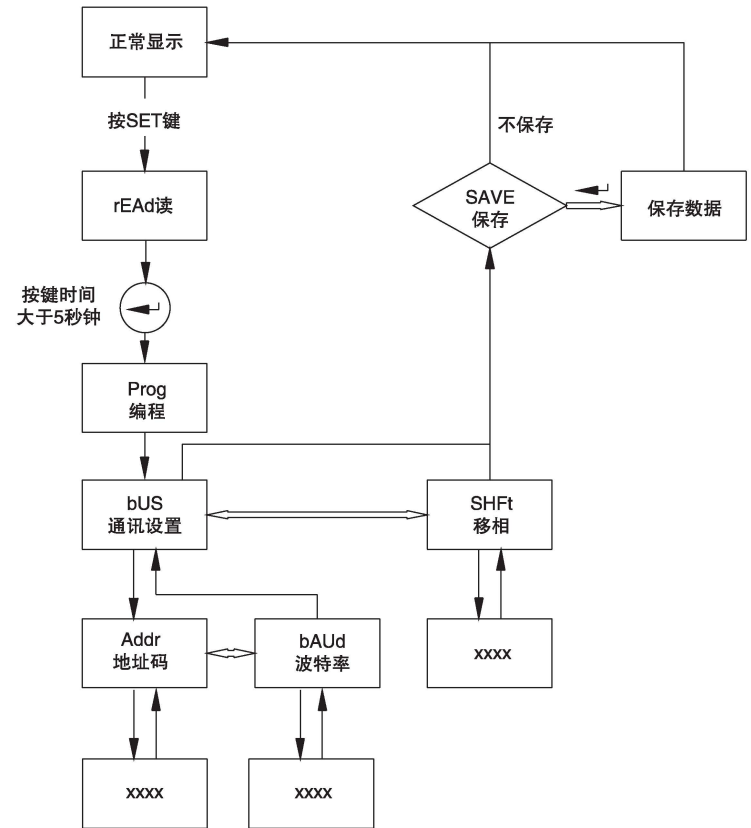 正常显示
按SET键
不保存
rEAd读
SAVE
保存
保存数据
按键时间
大于5秒钟
Prog
编程
bUS
通讯设置
SHFt
移相
Addr
地址码
bAUd
波特率
xxxx
xxxx
xxxx